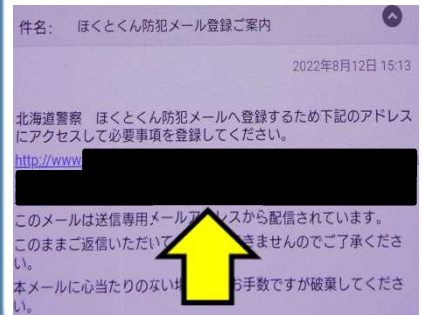 件名: ほくとくん防犯メール登録ご案内
2022年8月12日 15:13
北海道警察 ほくとくん防犯メールへ登録するため下記のアドレス
にアクセスして必要事項を登録してください。
http://www
このメールは送信専用メールアドレスから配信されています。
このままご返信いただいて きませんのでご了承くださ
い。
本メールに心当たりのない場 お手数ですが破棄してくださ
い。